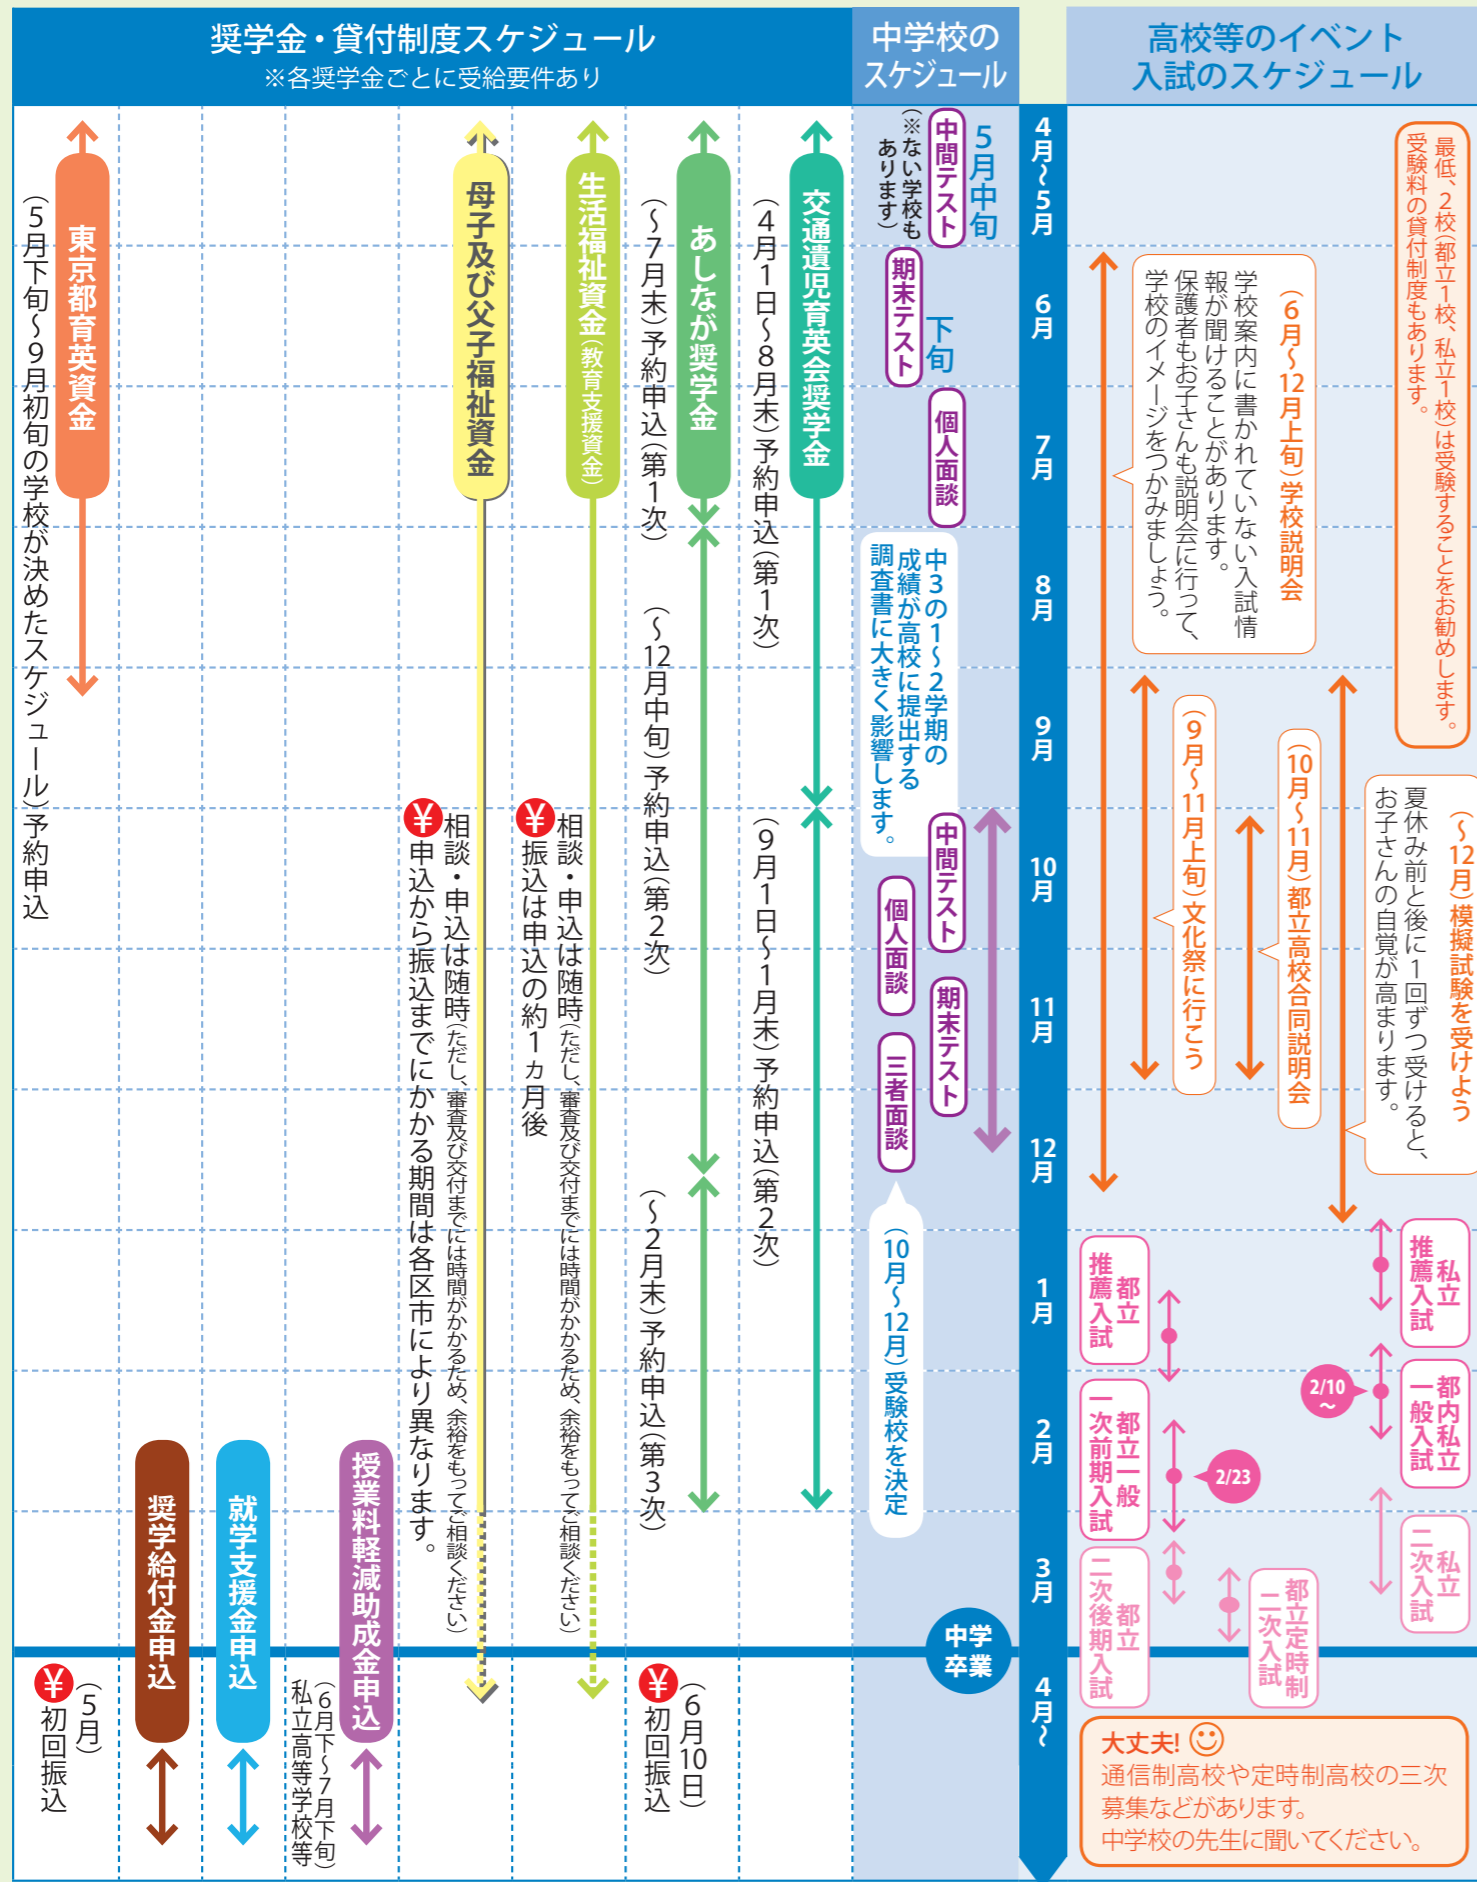 奨学金・貸付制度スケジュール
※各奨学金ごとに受給要件あり
中学校の
スケジュール
高校等のイベント
入試のスケジュール
4月～5月
6月
7月
8月
9月
10月
11月
12月
1月
2月
3月
4月～
中学
卒業
最低、2校(都立1校、私立1校)は受験することをお勧めします。
受験料の貸付制度もあります。
(～12月)模擬試験を受けよう
夏休み前と後に1回ずつ受けると、
お子さんの自覚が高まります。
(6月～12月上旬)学校説明会
学校案内に書かれていない入試情
報が聞けることがあります。
保護者もお子さんも説明会に行って、
学校のイメージをつかみましょう。
(10月～11月)都立高校合同説明会
(9月～11月上旬)文化祭に行こう
私立
推薦入試
都内私立
一般入試
2/10
～
私立
二次入試
都立
推薦入試
都立一般
一次前期入試
2/23
都立
二次後期入試
都立定時制
二次入試
大丈夫!
通信制高校や定時制高校の三次
募集などがあります。
中学校の先生に聞いてください。
5月中旬
中間テスト
(※ない学校も
あります)
下旬
期末テスト
個人面談
中3の1～2学期の
成績が高校に提出する
調査書に大きく影響します。
中間テスト
個人面談
期末テスト
三者面談
(10月～12月)受験校を決定
交通遺児育英会奨学金
(4月1日～8月末)予約申込(第1次)
(9月1日～1月末)予約申込(第2次)
あしなが奨学金
(～7月末)予約申込(第1次)
(～12月中旬)予約申込(第2次)
(～2月末)予約申込(第3次)
(6月10日)
¥初回振込
生活福祉資金(教育支援資金)
相談・申込は随時(ただし、審査及び交付までには時間がかかるため、余裕をもってご相談ください)
¥振込は申込の約1ヵ月後
母子及び父子福祉資金
相談・申込は随時(ただし、審査及び交付までには時間がかかるため、余裕をもってご相談ください)
¥申込から振込までにかかる期間は各区市により異なります。
授業料軽減助成金申込
(6月下～7月下旬)
私立高等学校等
就学支援金申込
奨学給付金申込
東京都育英資金
(5月下旬～9月初旬の学校が決めたスケジュール)予約申込
(5月)
¥初回振込